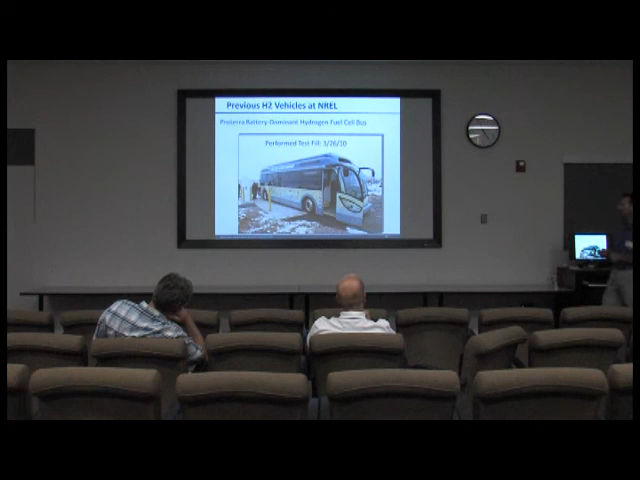 Previous H2 Vehicles at NREL
Proterra Battery-Dominant Hydrogen Fuel Cell Bus
Performed Test Fill: 3/26/10